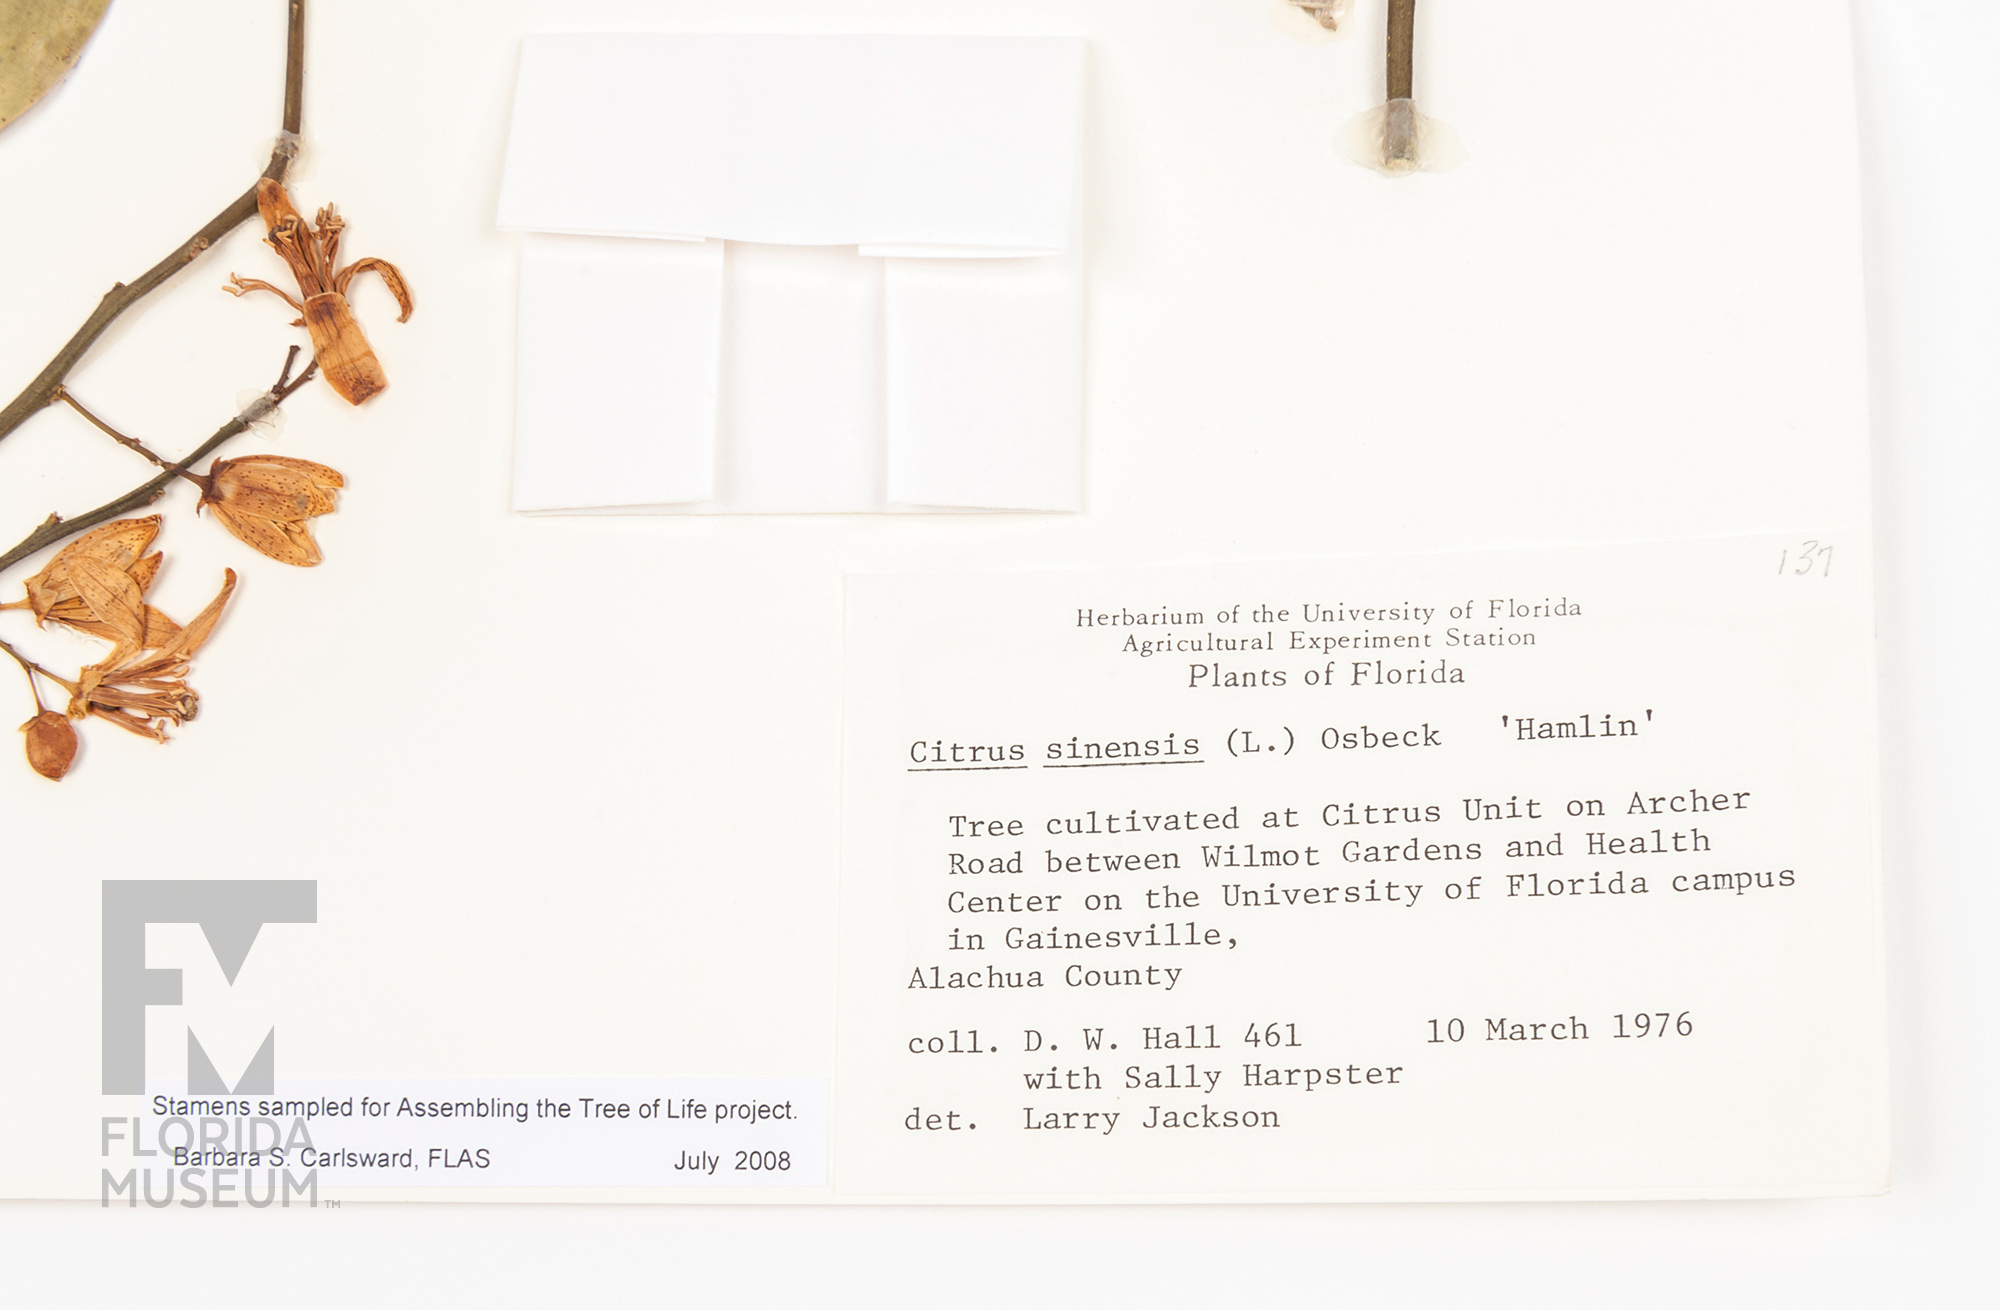 137
Herbarium of the University of Florida
Agricultural Experiment Station
Plants of Florida
Citrus sinensis (L.) Osbeck 'Hamlin'
Tree cultivated at Citrus Unit on Archer
Road between Wilmot Gardens and Health
Center on the University of Florida campus
in Gainesville,
Alachua County
coll. D. W. Hall 461 10 March 1976
with Sally Harpster
det. Larry Jackson
Stamens sampled for Assembling the Tree of Life project.
Barbara S. Carlsward, FLAS July 2008
FM
FLORIDA
MUSEUM™